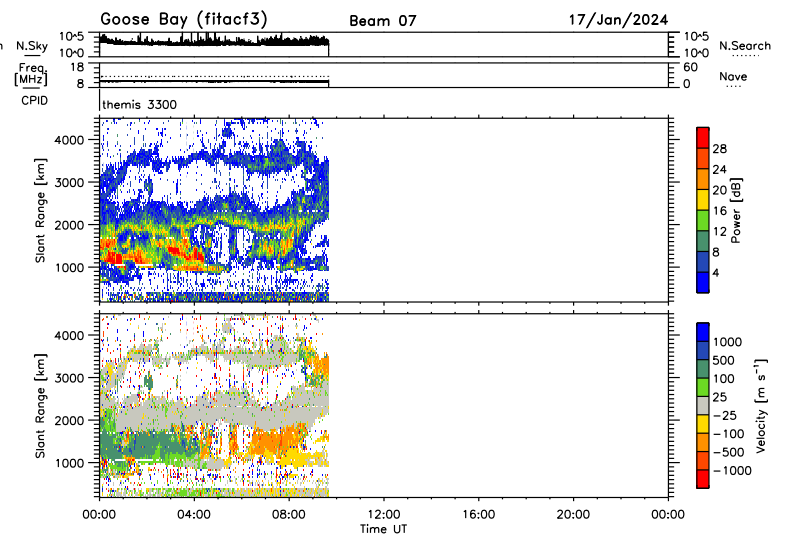 Goose Bay (fitacf3) Beam 07 17/Jan/2024
n N.Sky 10^5 10^0 10^5 10^0 N.Search
Freq. [MHz] 18 8 60 0 Nave
CPID themis 3300
Slant Range [km] 4000 3000 2000 1000
Power [dB] 28 24 20 16 12 8 4
Slant Range [km] 4000 3000 2000 1000
Velocity [m s⁻¹] 1000 500 100 25 -25 -100 -500 -1000
00:00 04:00 08:00 12:00 16:00 20:00 00:00
Time UT